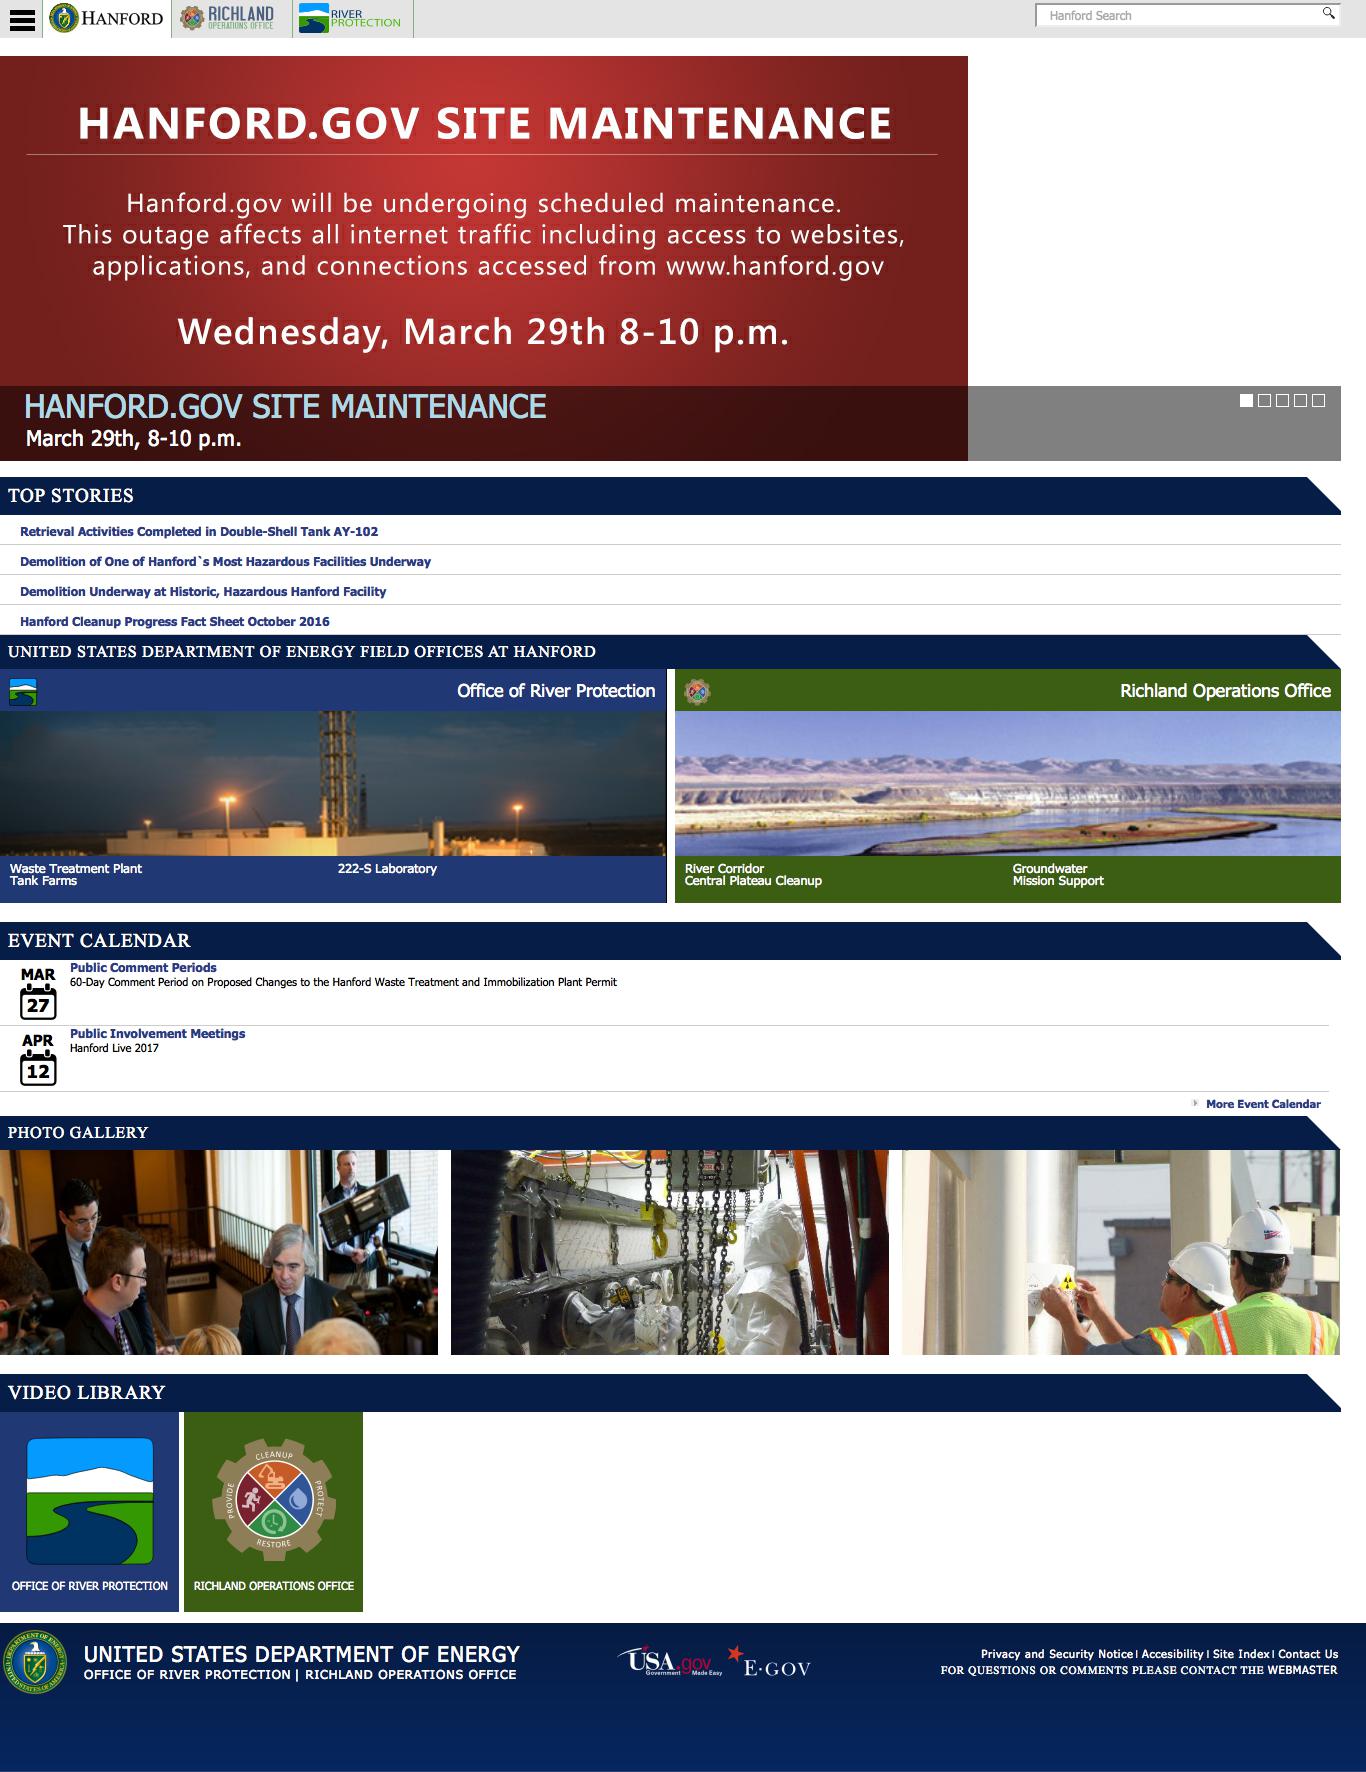 HANFORD
RICHLAND
OPERATIONS OFFICE
RIVER
PROTECTION
Hanford Search
HANFORD.GOV SITE MAINTENANCE
Hanford.gov will be undergoing scheduled maintenance.
This outage affects all internet traffic including access to websites,
applications, and connections accessed from www.hanford.gov
Wednesday, March 29th 8-10 p.m.
HANFORD.GOV SITE MAINTENANCE
March 29th, 8-10 p.m.
TOP STORIES
Retrieval Activities Completed in Double-Shell Tank AY-102
Demolition of One of Hanford`s Most Hazardous Facilities Underway
Demolition Underway at Historic, Hazardous Hanford Facility
Hanford Cleanup Progress Fact Sheet October 2016
UNITED STATES DEPARTMENT OF ENERGY FIELD OFFICES AT HANFORD
Office of River Protection
Waste Treatment Plant
222-S Laboratory
Tank Farms
Richland Operations Office
River Corridor
Groundwater
Central Plateau Cleanup
Mission Support
EVENT CALENDAR
MAR
27
Public Comment Periods
60-Day Comment Period on Proposed Changes to the Hanford Waste Treatment and Immobilization Plant Permit
APR
12
Public Involvement Meetings
Hanford Live 2017
More Event Calendar
PHOTO GALLERY
VIDEO LIBRARY
OFFICE OF RIVER PROTECTION
CLEANUP
PROVIDE
PROTECT
RESTORE
RICHLAND OPERATIONS OFFICE
UNITED STATES DEPARTMENT OF ENERGY
OFFICE OF RIVER PROTECTION | RICHLAND OPERATIONS OFFICE
USA.gov
Government Made Easy
E-GOV
Privacy and Security Notice | Accesibility | Site Index | Contact Us
FOR QUESTIONS OR COMMENTS PLEASE CONTACT THE WEBMASTER